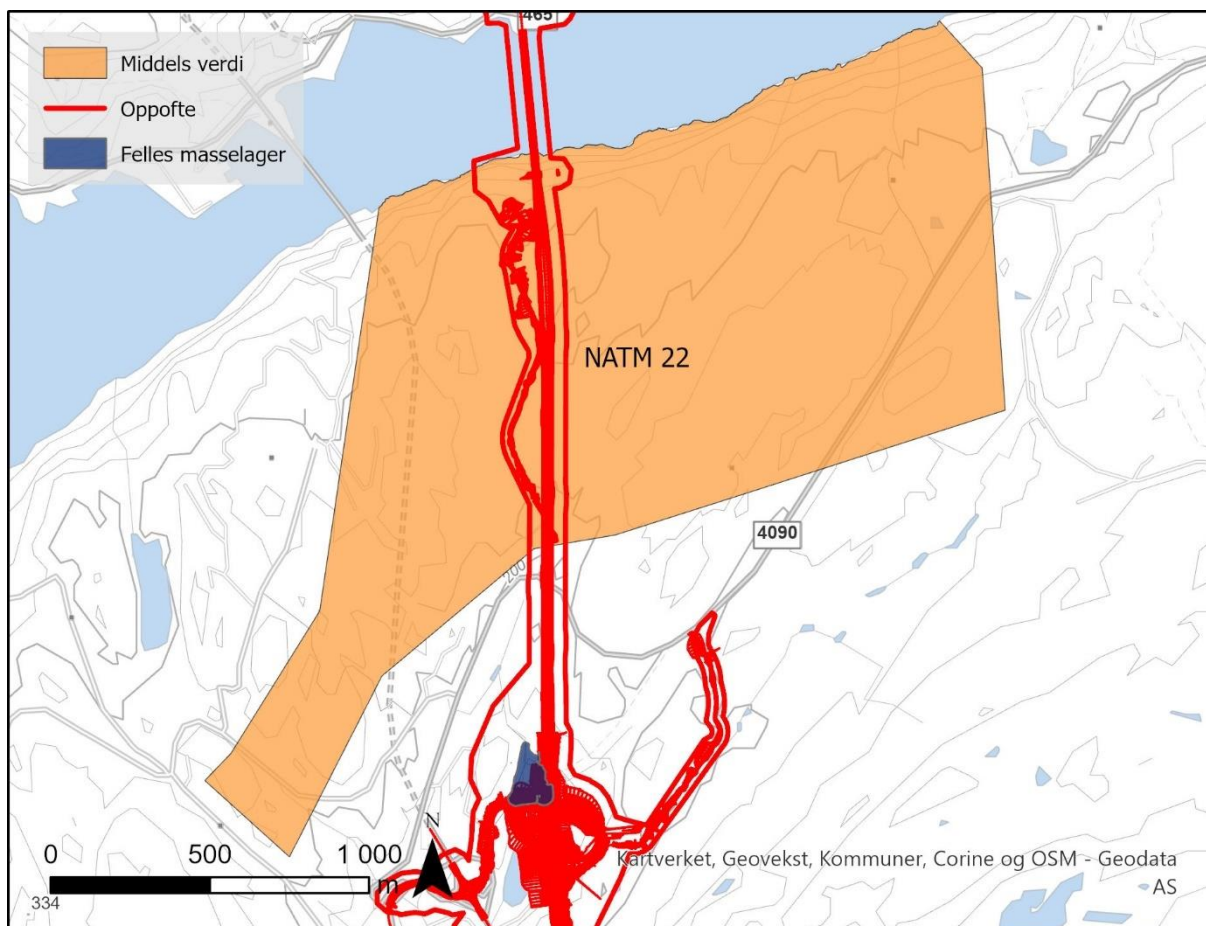 465
Middels verdi
Oppofte
Felles masselager
NATM 22
4090
200
N
0 500 1 000
m
334
Kartverket, Geovekst, Kommuner, Corine og OSM - Geodata
AS